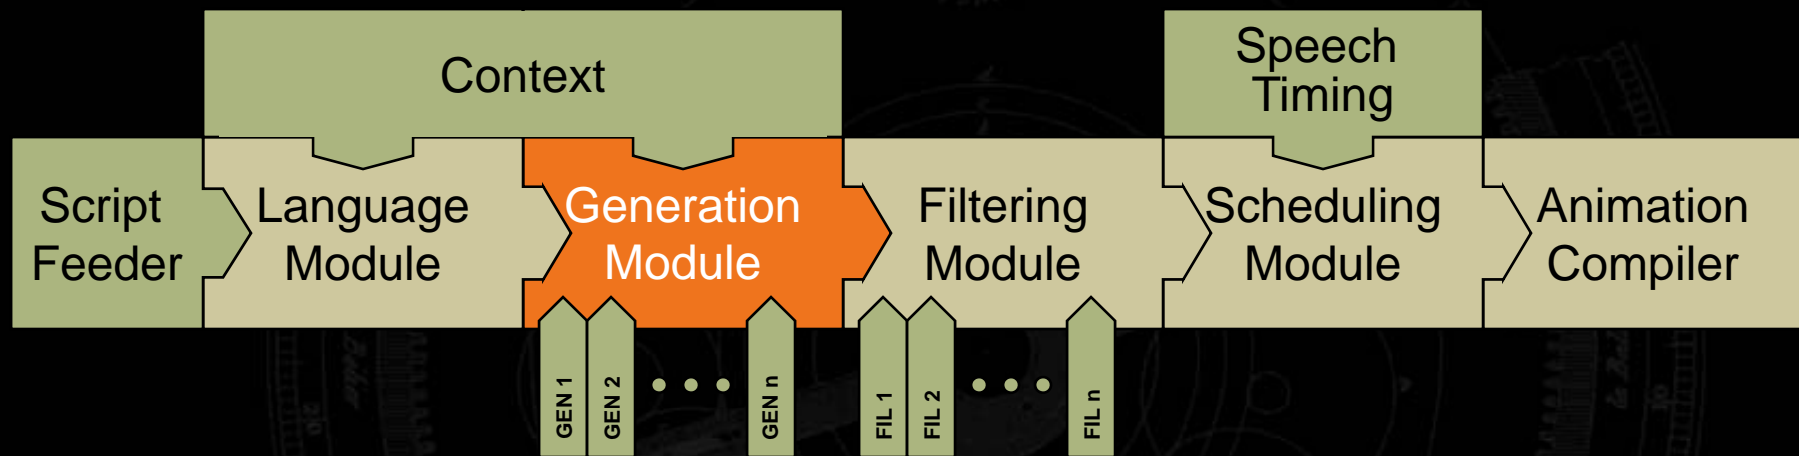 Context
Speech
Timing
Script
Feeder
Language
Module
Generation
Module
Filtering
Module
Scheduling
Module
Animation
Compiler
GEN 1
GEN 2
GEN n
FIL 1
FIL 2
FIL n